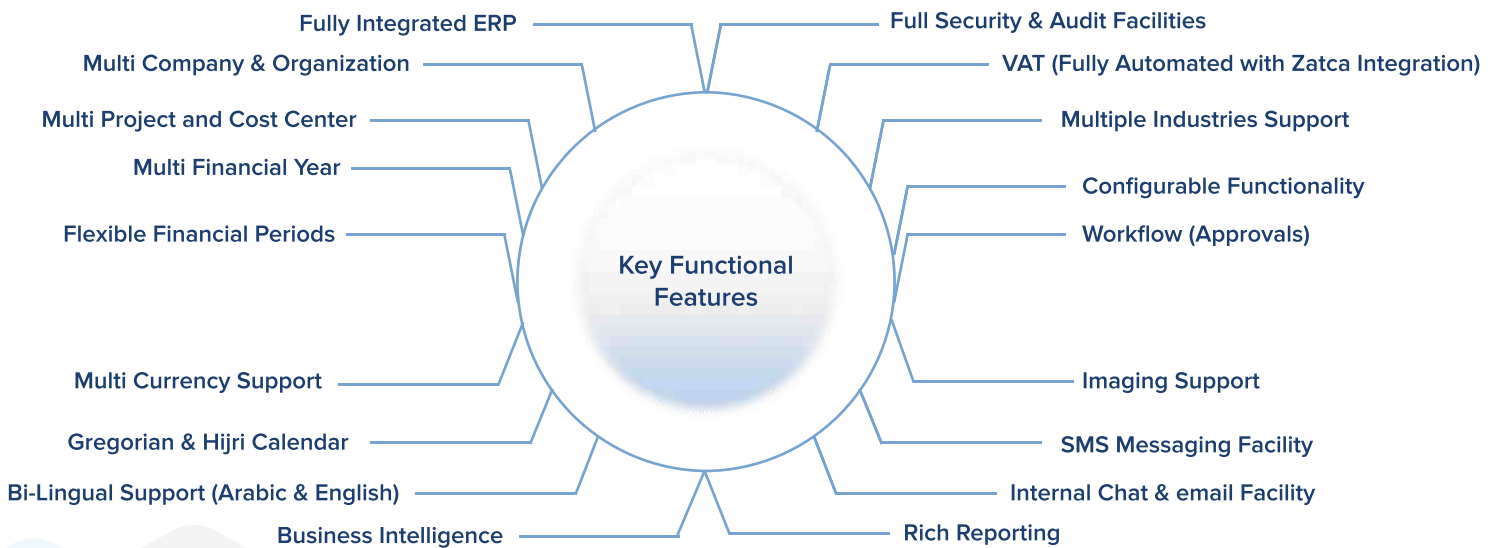 Fully Integrated ERP
Full Security & Audit Facilities
Multi Company & Organization
VAT (Fully Automated with Zatca Integration)
Multi Project and Cost Center
Multiple Industries Support
Multi Financial Year
Configurable Functionality
Flexible Financial Periods
Workflow (Approvals)
Key Functional
Features
Multi Currency Support
Imaging Support
Gregorian & Hijri Calendar
SMS Messaging Facility
Bi-Lingual Support (Arabic & English)
Internal Chat & email Facility
Business Intelligence
Rich Reporting